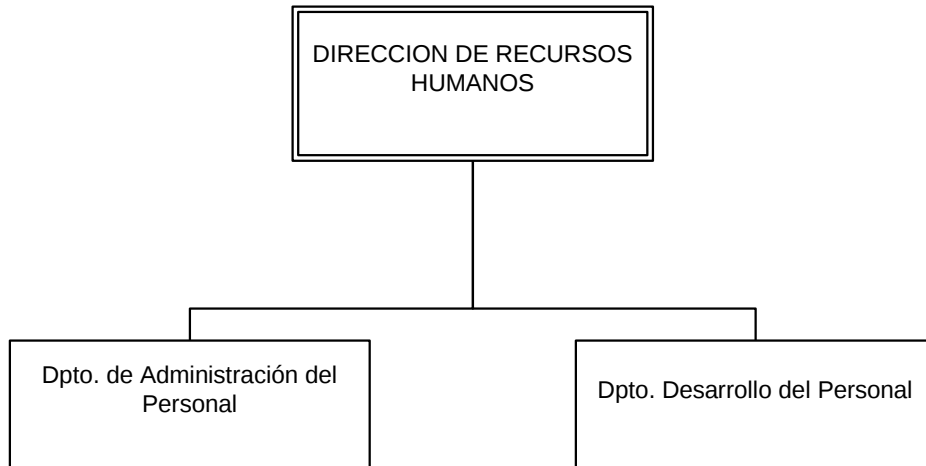 DIRECCION DE RECURSOS
HUMANOS
Dpto. de Administración del
Personal
Dpto. Desarrollo del Personal